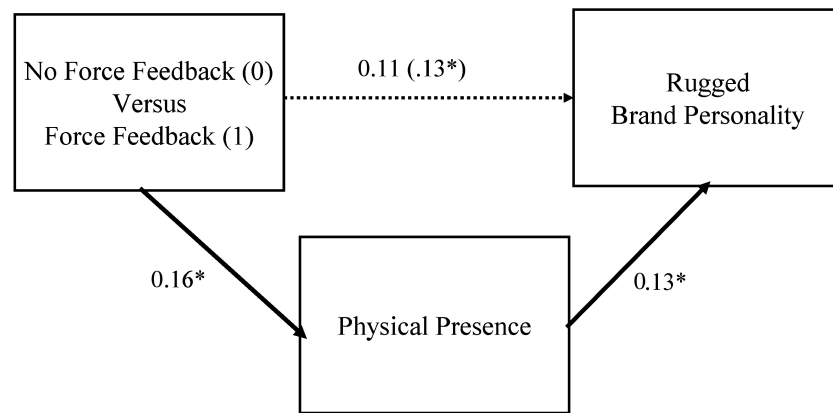 No Force Feedback (0)
Versus
Force Feedback (1)
0.11 (.13*)
Rugged
Brand Personality
0.16*
Physical Presence
0.13*